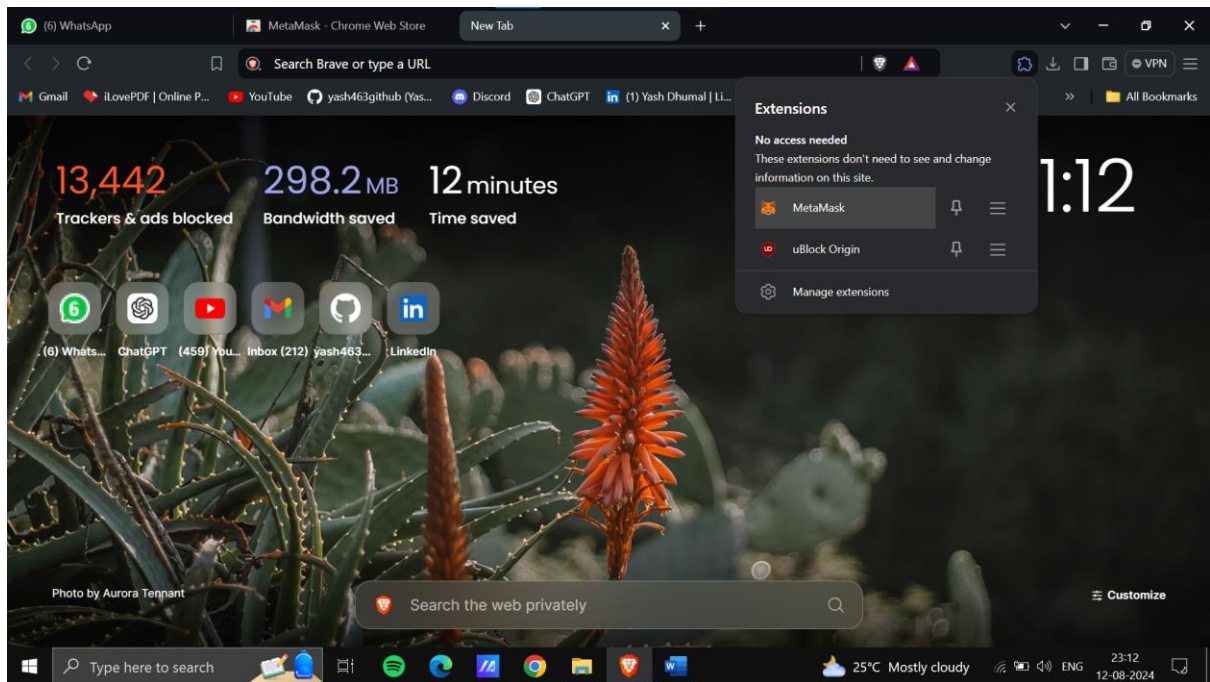 6 (6) WhatsApp
MetaMask - Chrome Web Store
New Tab
Search Brave or type a URL
VPN
Gmail
iLovePDF | Online P...
YouTube
yash463github (Yas...
Discord
ChatGPT
(1) Yash Dhumal | Li...
All Bookmarks
Extensions
No access needed
These extensions don't need to see and change
information on this site.
MetaMask
uBlock Origin
Manage extensions
13,442
Trackers & ads blocked
298.2 MB
Bandwidth saved
12 minutes
Time saved
1:12
6
(6) Whats...
ChatGPT
(459) You...
Inbox (212)
yash463...
LinkedIn
Photo by Aurora Tennant
Search the web privately
Customize
Type here to search
25°C Mostly cloudy
ENG
23:12
12-08-2024